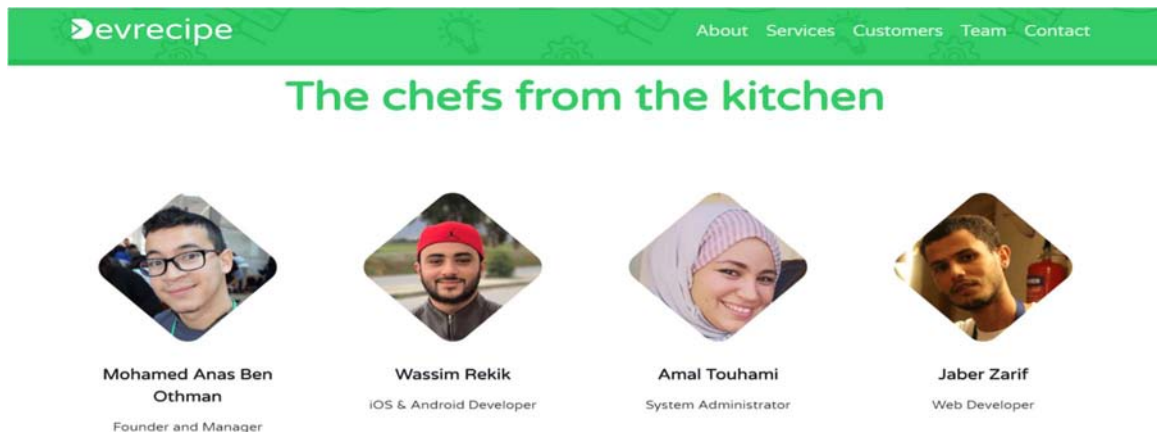 Devrecipe
About Services Customers Team Contact
The chefs from the kitchen
Mohamed Anas Ben
Othman
Founder and Manager
Wassim Rekik
iOS & Android Developer
Amal Touhami
System Administrator
Jaber Zarif
Web Developer